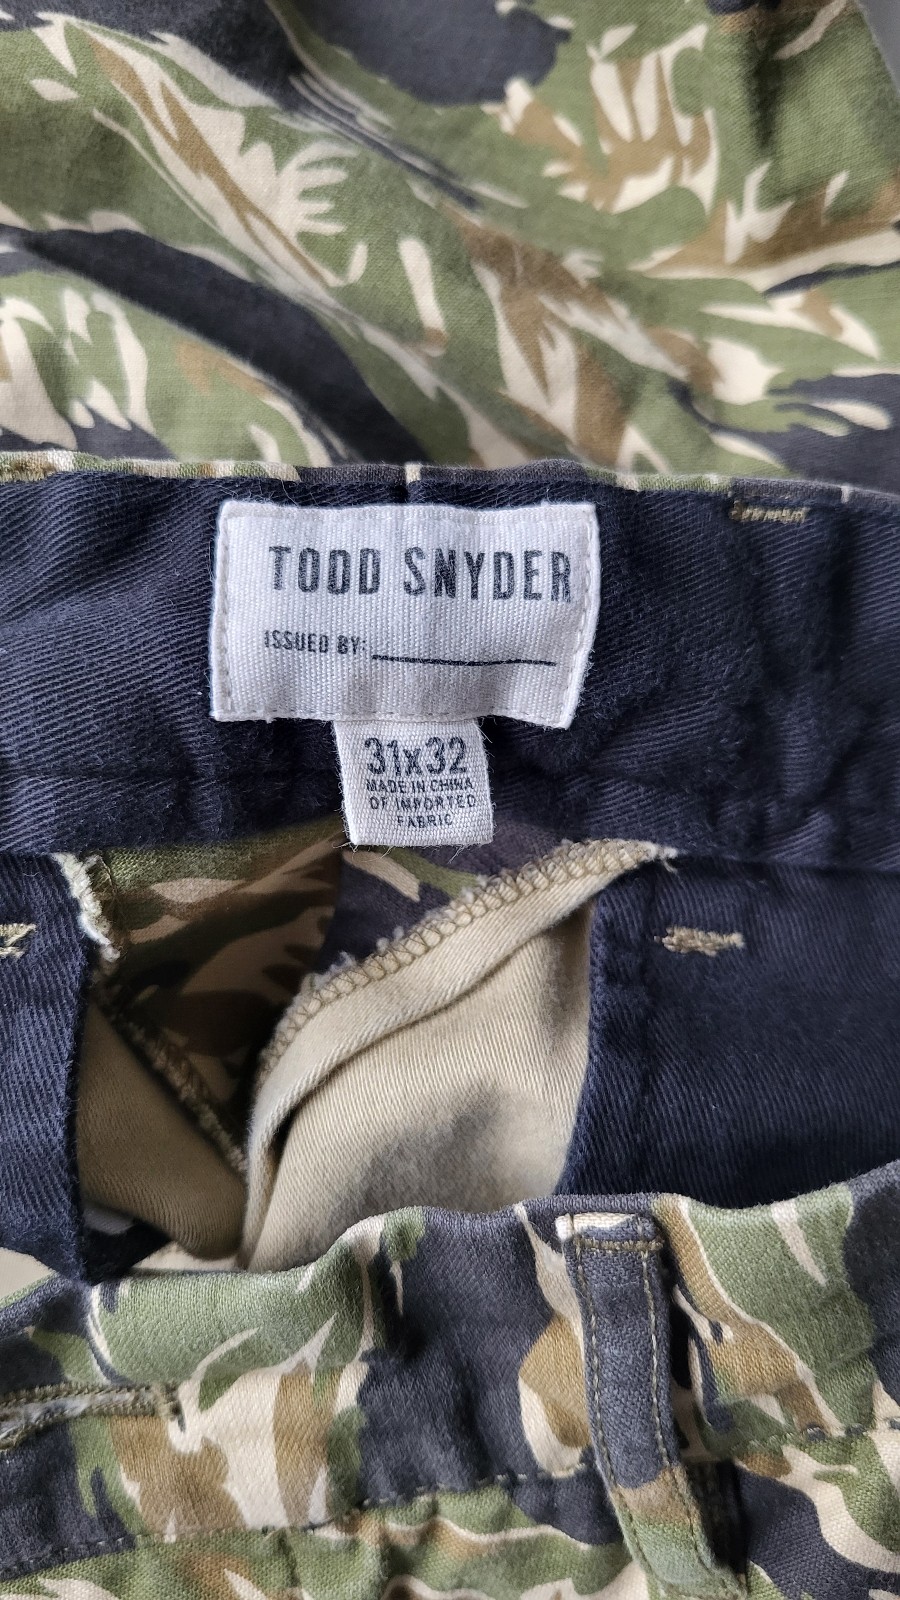 TODD SNYDER
ISSUED BY:
31x32
MADE IN CHINA
OF IMPORTED
FABRIC